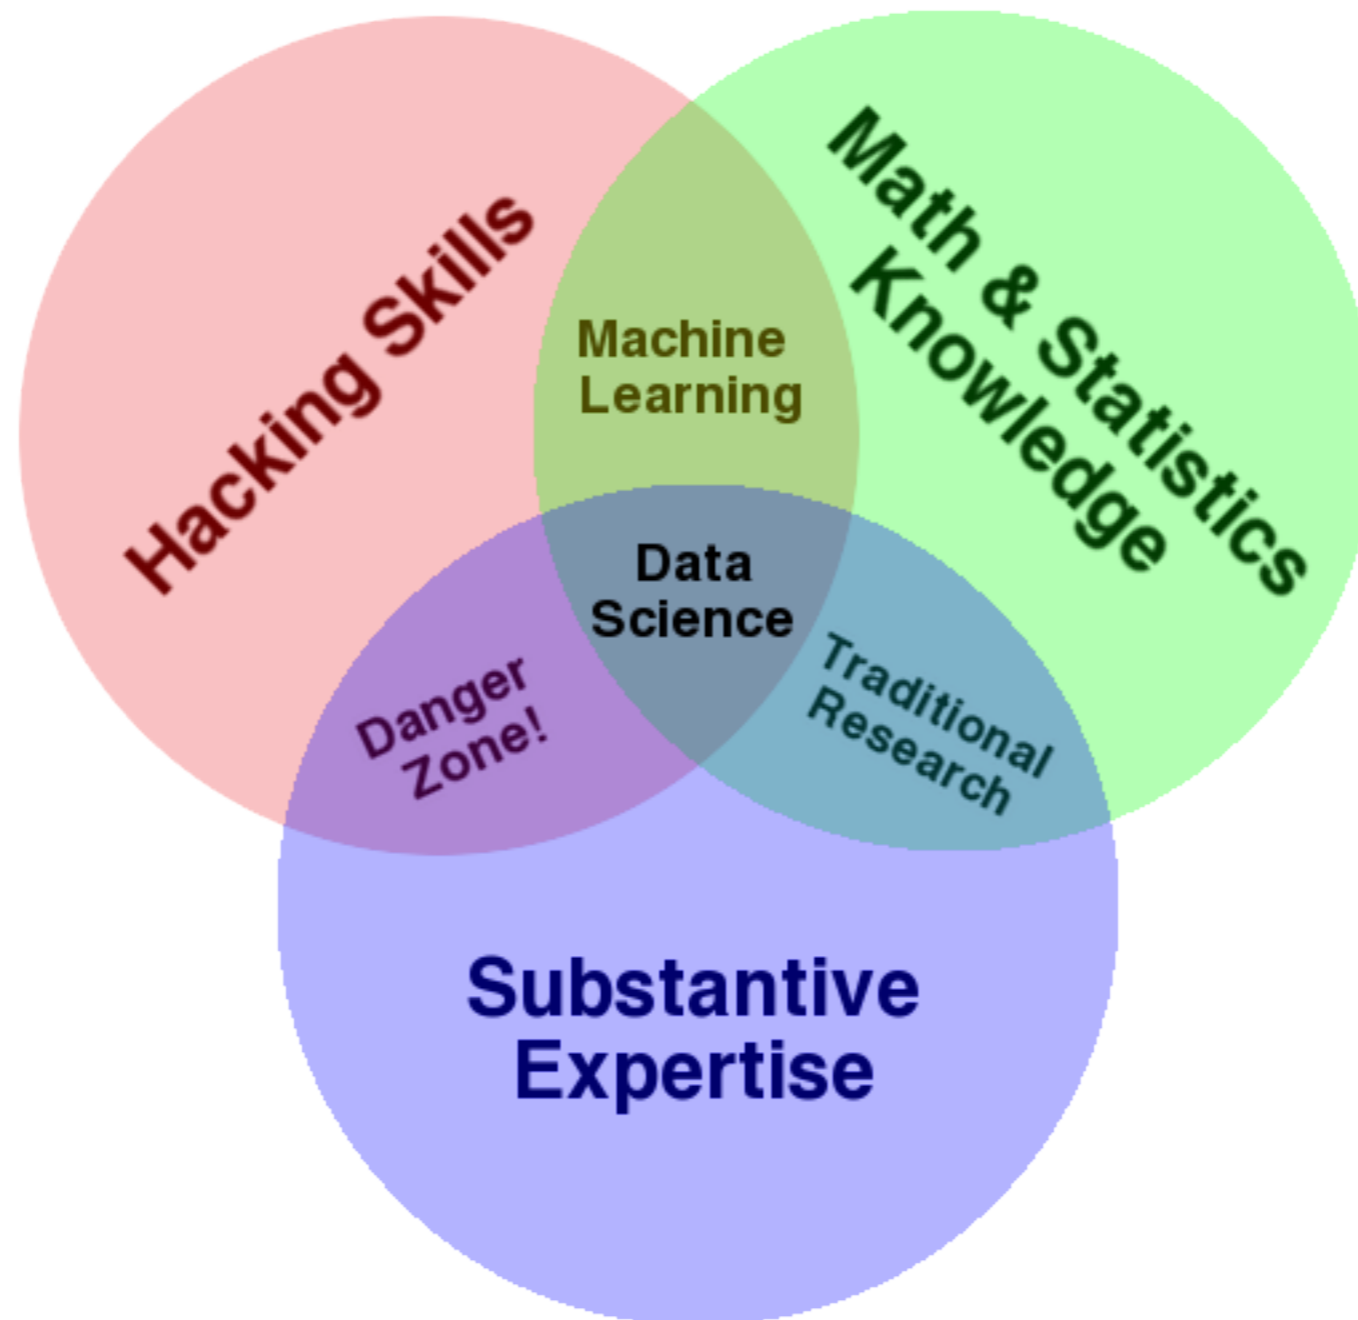 Hacking Skills
Math & Statistics
Knowledge
Machine
Learning
Data
Science
Danger
Zone!
Traditional
Research
Substantive
Expertise